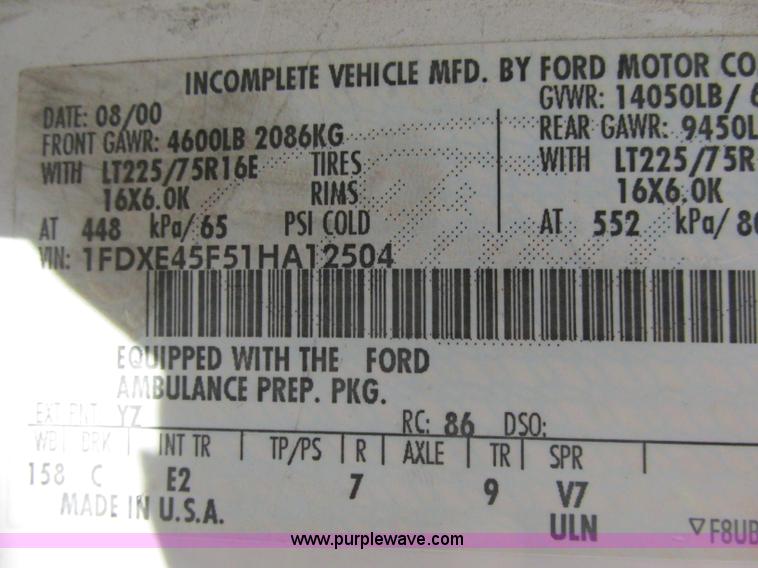 INCOMPLETE VEHICLE MFD. BY FORD MOTOR CO
DATE: 08/00 GVWR: 14050LB/ 6
FRONT GAWR: 4600LB 2086KG REAR GAWR: 9450L
WITH LT225/75R16E TIRES WITH LT225/75R
16X6.0K RIMS 16X6.0K
AT 448 kPa/ 65 PSI COLD AT 552 kPa/ 80
VIN: 1FDXE45F51HA12504
EQUIPPED WITH THE FORD
AMBULANCE PREP. PKG.
EXT PNT YZ RC: 86 DSO:
WB BRK INT TR TP/PS R AXLE TR SPR
158 C E2 7 9 V7
MADE IN U.S.A. ULN ▽F8UB
www.purplewave.com